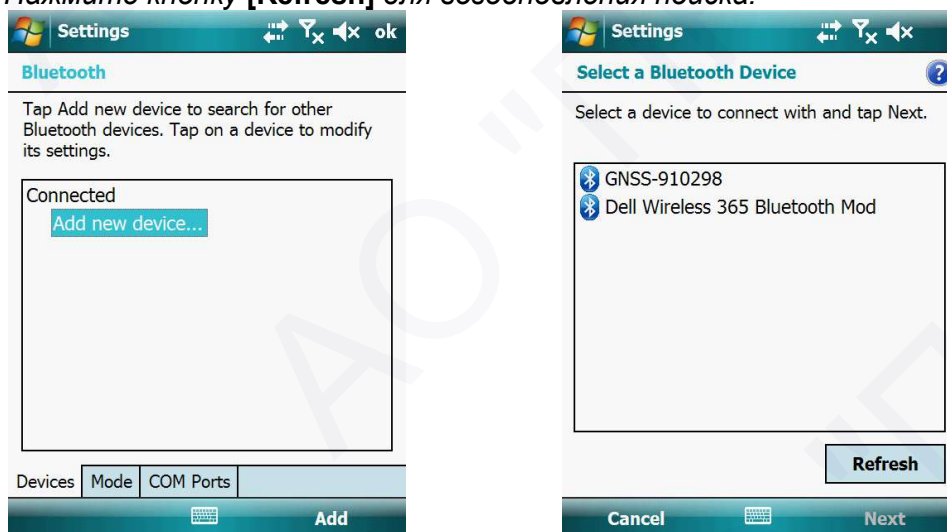 Нажмите кнопку [Refresh] для возобновления поиска.
Settings ok
Bluetooth
Tap Add new device to search for other
Bluetooth devices. Tap on a device to modify
its settings.
Connected
Add new device...
Devices Mode COM Ports
Add
Settings
Select a Bluetooth Device ?
Select a device to connect with and tap Next.
GNSS-910298
Dell Wireless 365 Bluetooth Mod
Refresh
Cancel Next